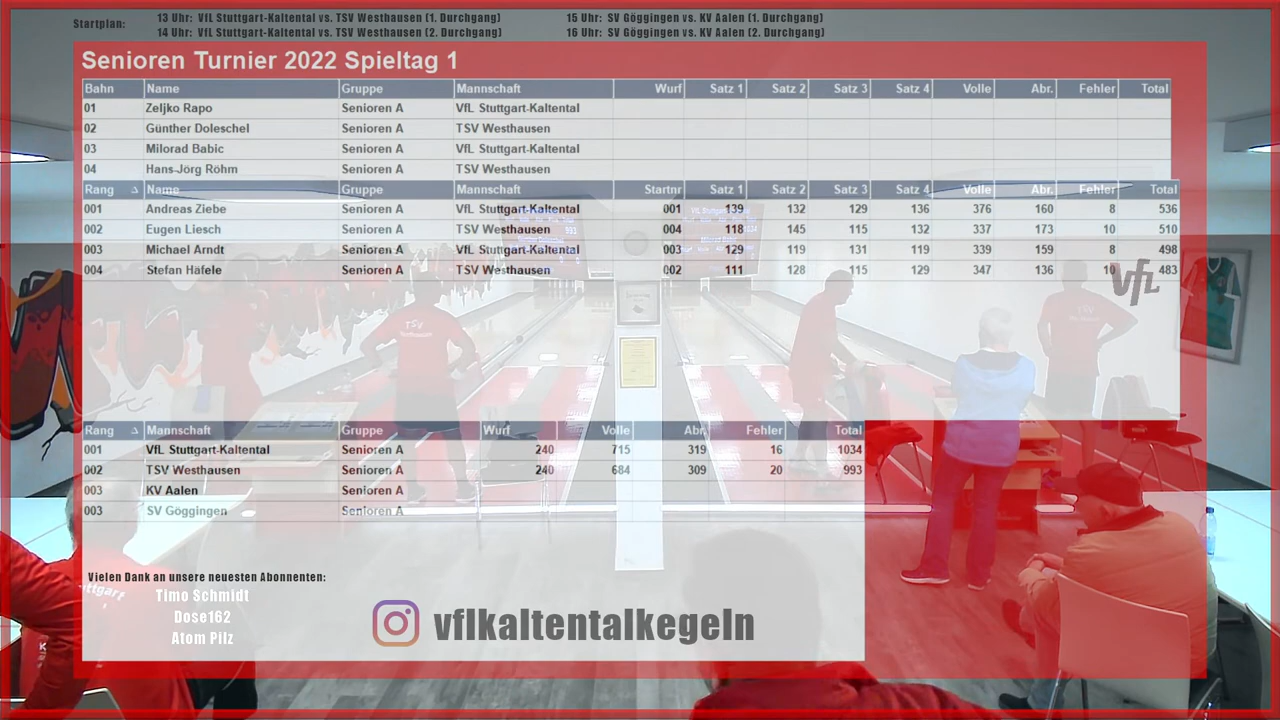 Startplan:
13 Uhr: VfL Stuttgart-Kaltental vs. TSV Westhausen (1. Durchgang)
14 Uhr: VfL Stuttgart-Kaltental vs. TSV Westhausen (2. Durchgang)
15 Uhr: SV Göggingen vs. KV Aalen (1. Durchgang)
16 Uhr: SV Göggingen vs. KV Aalen (2. Durchgang)
Senioren Turnier 2022 Spieltag 1
Bahn Name Gruppe Mannschaft Wurf Satz 1 Satz 2 Satz 3 Satz 4 Volle Abr. Fehler Total
01 Zeljko Rapo Senioren A VfL Stuttgart-Kaltental
02 Günther Doleschel Senioren A TSV Westhausen
03 Milorad Babic Senioren A VfL Stuttgart-Kaltental
04 Hans-Jörg Röhm Senioren A TSV Westhausen
Rang Name Gruppe Mannschaft Startnr Satz 1 Satz 2 Satz 3 Satz 4 Volle Abr. Fehler Total
001 Andreas Ziebe Senioren A VfL Stuttgart-Kaltental 001 139 132 129 136 376 160 8 536
002 Eugen Liesch Senioren A TSV Westhausen 004 118 145 115 132 337 173 10 510
003 Michael Arndt Senioren A VfL Stuttgart-Kaltental 003 129 119 131 119 339 159 8 498
004 Stefan Häfele Senioren A TSV Westhausen 002 111 128 115 129 347 136 10 483
vfL
TSV
Westhausen
Rang Mannschaft Gruppe Wurf Volle Abr. Fehler Total
001 VfL Stuttgart-Kaltental Senioren A 240 715 319 16 1034
002 TSV Westhausen Senioren A 240 684 309 20 993
003 KV Aalen Senioren A
003 SV Göggingen Senioren A
Vielen Dank an unsere neuesten Abonnenten:
Timo Schmidt
Dose162
Atom Pilz
vflkaltentalkegeln